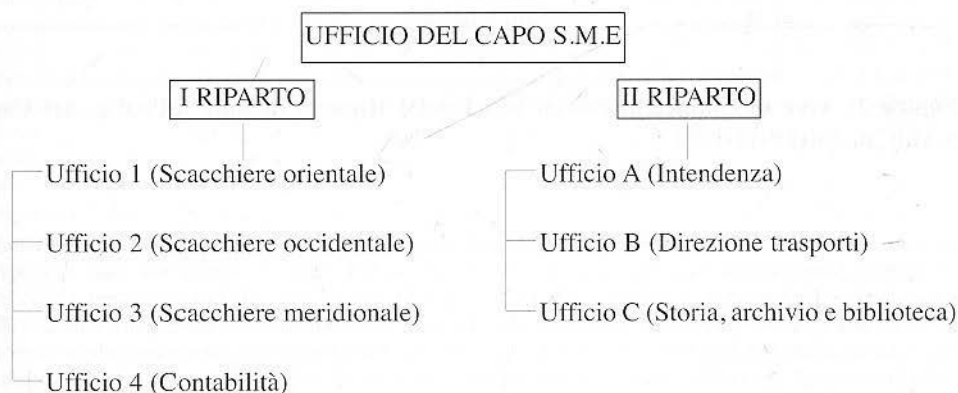 UFFICIO DEL CAPO S.M.E
I RIPARTO
Ufficio 1 (Scacchiere orientale)
Ufficio 2 (Scacchiere occidentale)
Ufficio 3 (Scacchiere meridionale)
Ufficio 4 (Contabilità)
II RIPARTO
Ufficio A (Intendenza)
Ufficio B (Direzione trasporti)
Ufficio C (Storia, archivio e biblioteca)